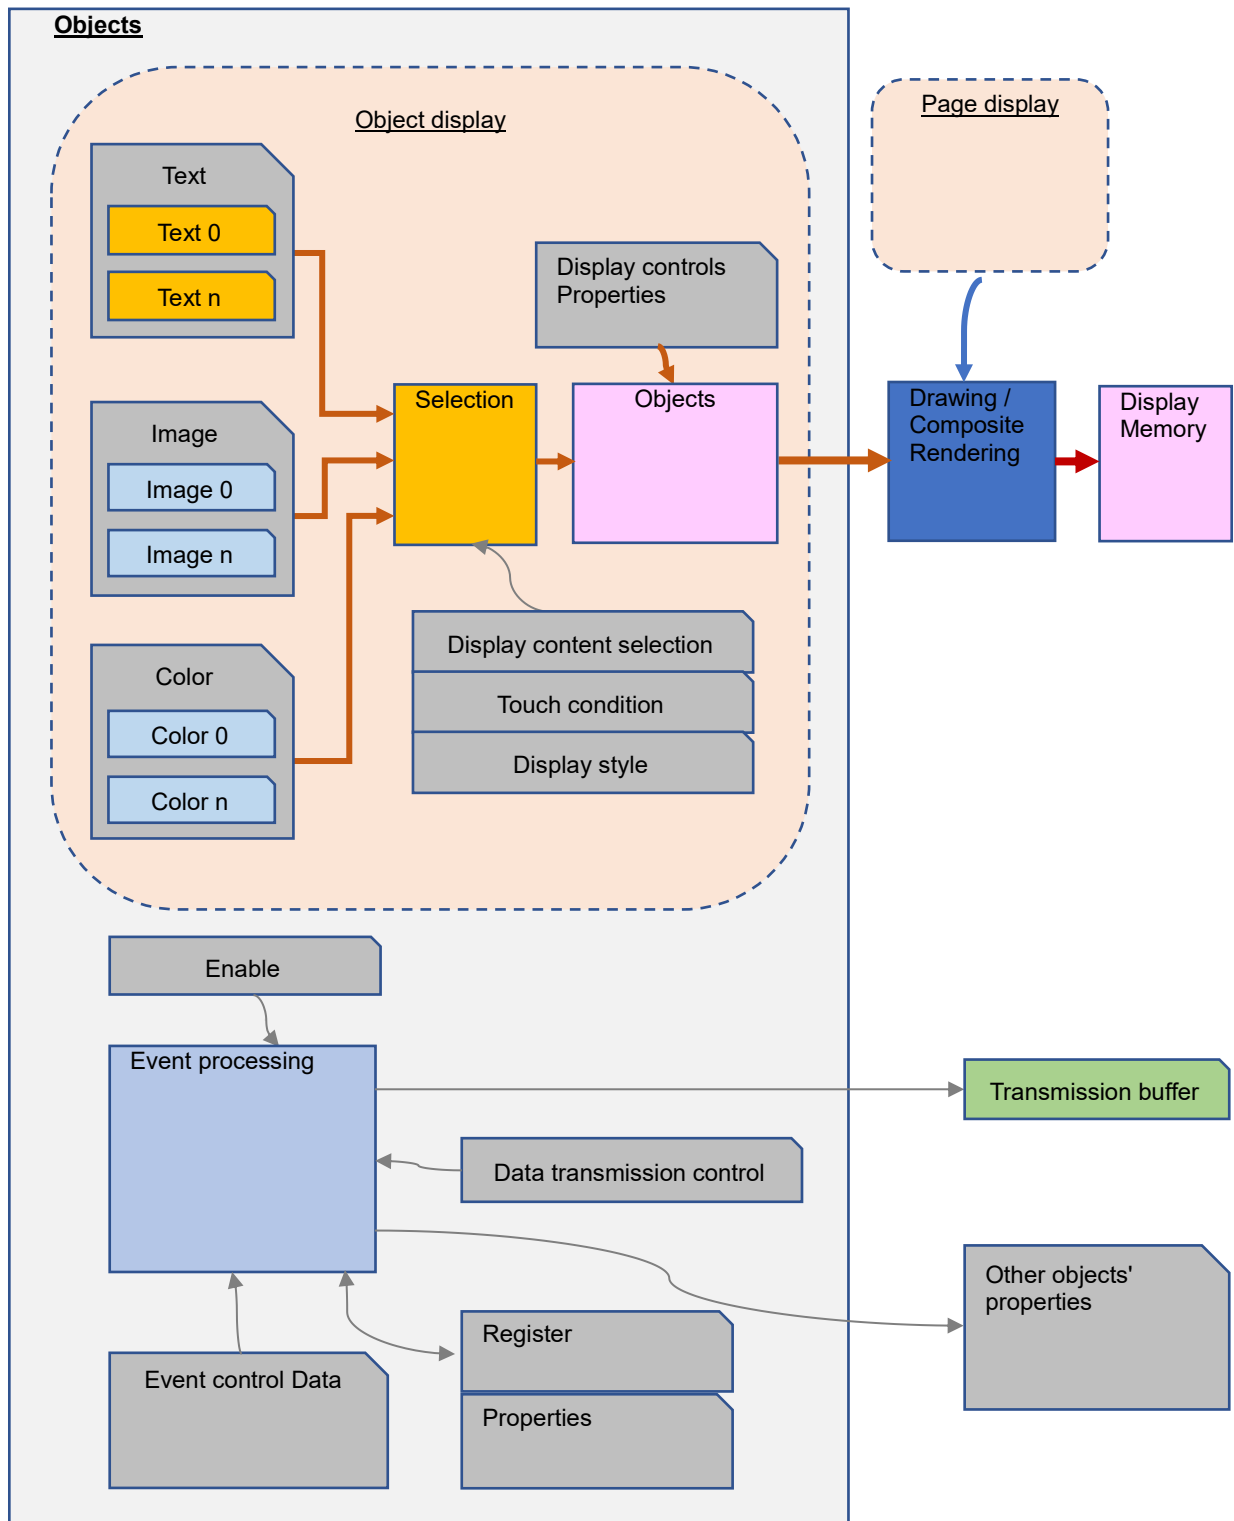 Objects
Object display
Page display
Text
Text 0
Text n
Display controls
Properties
Image
Image 0
Image n
Selection
Objects
Drawing /
Composite
Rendering
Display
Memory
Color
Color 0
Color n
Display content selection
Touch condition
Display style
Enable
Event processing
Transmission buffer
Data transmission control
Other objects'
properties
Register
Properties
Event control Data